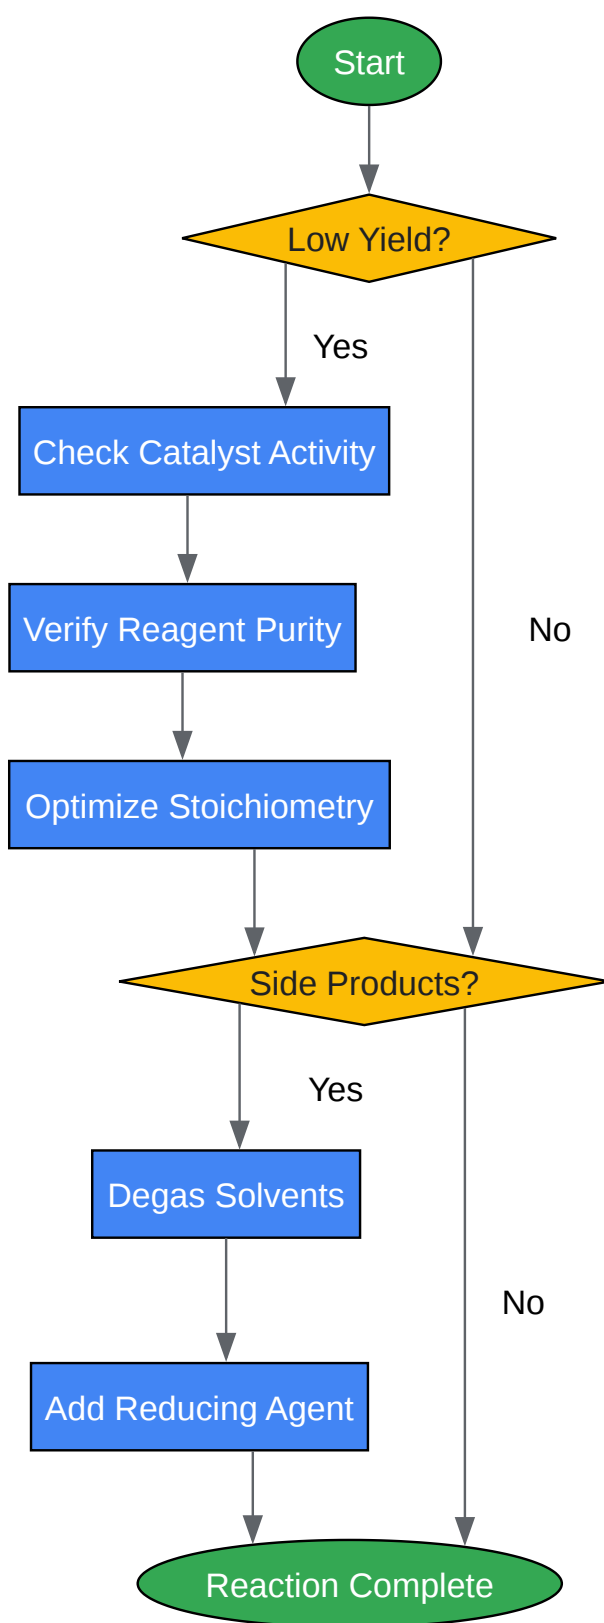 Start
Low Yield?
Yes
Check Catalyst Activity
Verify Reagent Purity
No
Optimize Stoichiometry
Side Products?
Yes
Degas Solvents
No
Add Reducing Agent
Reaction Complete